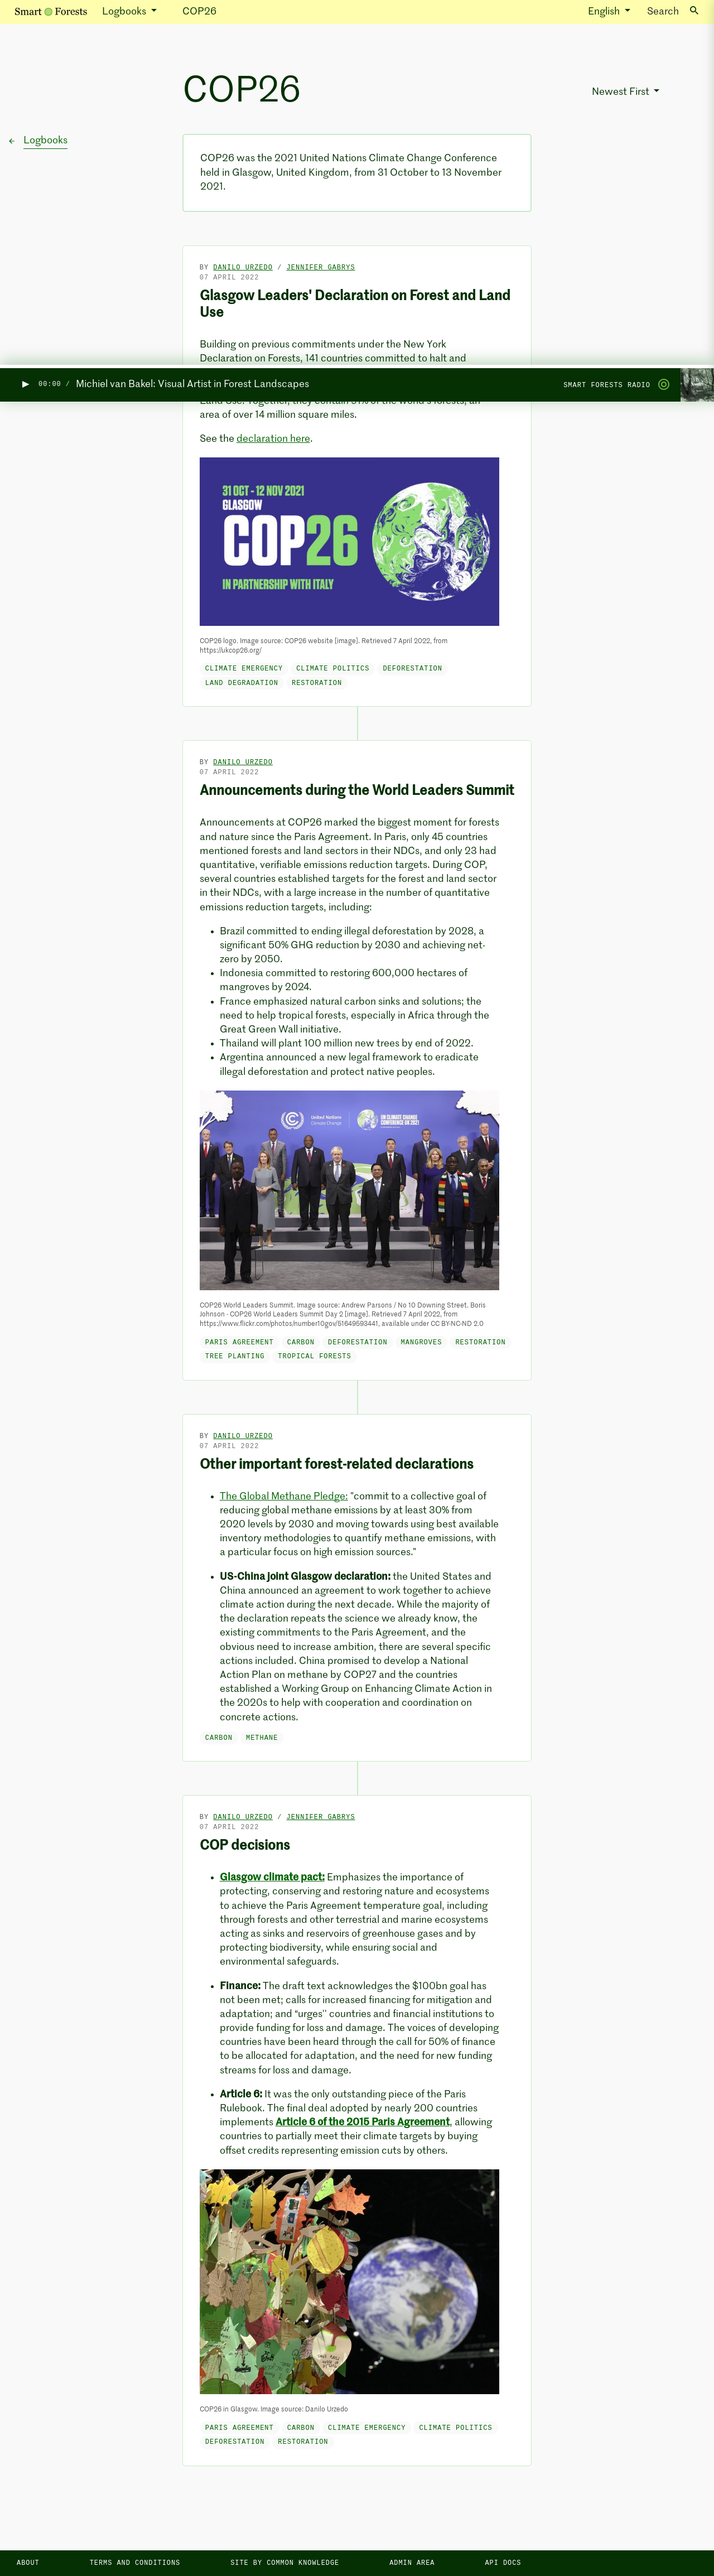 Smart Forests Logbooks COP26 English Search
COP26
Newest First
← Logbooks
COP26 was the 2021 United Nations Climate Change Conference
held in Glasgow, United Kingdom, from 31 October to 13 November
2021.
BY DANILO URZEDO / JENNIFER GABRYS
07 APRIL 2022
Glasgow Leaders' Declaration on Forest and Land
Use
Building on previous commitments under the New York
Declaration on Forests, 141 countries committed to halt and
▶ 00:00 / Michiel van Bakel: Visual Artist in Forest Landscapes SMART FORESTS RADIO
area of over 14 million square miles.
See the declaration here.
31 OCT - 12 NOV 2021
GLASGOW
COP26
IN PARTNERSHIP WITH ITALY
COP26 logo. Image source: COP26 website [image]. Retrieved 7 April 2022, from
https://ukcop26.org/
CLIMATE EMERGENCY CLIMATE POLITICS DEFORESTATION
LAND DEGRADATION RESTORATION
BY DANILO URZEDO
07 APRIL 2022
Announcements during the World Leaders Summit
Announcements at COP26 marked the biggest moment for forests
and nature since the Paris Agreement. In Paris, only 45 countries
mentioned forests and land sectors in their NDCs, and only 23 had
quantitative, verifiable emissions reduction targets. During COP,
several countries established targets for the forest and land sector
in their NDCs, with a large increase in the number of quantitative
emissions reduction targets, including:
• Brazil committed to ending illegal deforestation by 2028, a
significant 50% GHG reduction by 2030 and achieving net-
zero by 2050.
• Indonesia committed to restoring 600,000 hectares of
mangroves by 2024.
• France emphasized natural carbon sinks and solutions; the
need to help tropical forests, especially in Africa through the
Great Green Wall initiative.
• Thailand will plant 100 million new trees by end of 2022.
• Argentina announced a new legal framework to eradicate
illegal deforestation and protect native peoples.
United Nations
Climate Change
UN CLIMATE CHANGE
CONFERENCE UK 2021
COP26 World Leaders Summit. Image source: Andrew Parsons / No 10 Downing Street. Boris
Johnson - COP26 World Leaders Summit Day 2 [image]. Retrieved 7 April 2022, from
https://www.flickr.com/photos/number10gov/51649593441, available under CC BY-NC-ND 2.0
PARIS AGREEMENT CARBON DEFORESTATION MANGROVES RESTORATION
TREE PLANTING TROPICAL FORESTS
BY DANILO URZEDO
07 APRIL 2022
Other important forest-related declarations
• The Global Methane Pledge: "commit to a collective goal of
reducing global methane emissions by at least 30% from
2020 levels by 2030 and moving towards using best available
inventory methodologies to quantify methane emissions, with
a particular focus on high emission sources."
• US-China joint Glasgow declaration: the United States and
China announced an agreement to work together to achieve
climate action during the next decade. While the majority of
the declaration repeats the science we already know, the
existing commitments to the Paris Agreement, and the
obvious need to increase ambition, there are several specific
actions included. China promised to develop a National
Action Plan on methane by COP27 and the countries
established a Working Group on Enhancing Climate Action in
the 2020s to help with cooperation and coordination on
concrete actions.
CARBON METHANE
BY DANILO URZEDO / JENNIFER GABRYS
07 APRIL 2022
COP decisions
• Glasgow climate pact: Emphasizes the importance of
protecting, conserving and restoring nature and ecosystems
to achieve the Paris Agreement temperature goal, including
through forests and other terrestrial and marine ecosystems
acting as sinks and reservoirs of greenhouse gases and by
protecting biodiversity, while ensuring social and
environmental safeguards.
• Finance: The draft text acknowledges the $100bn goal has
not been met; calls for increased financing for mitigation and
adaptation; and “urges” countries and financial institutions to
provide funding for loss and damage. The voices of developing
countries have been heard through the call for 50% of finance
to be allocated for adaptation, and the need for new funding
streams for loss and damage.
• Article 6: It was the only outstanding piece of the Paris
Rulebook. The final deal adopted by nearly 200 countries
implements Article 6 of the 2015 Paris Agreement, allowing
countries to partially meet their climate targets by buying
offset credits representing emission cuts by others.
COP26 in Glasgow. Image source: Danilo Urzedo
PARIS AGREEMENT CARBON CLIMATE EMERGENCY CLIMATE POLITICS
DEFORESTATION RESTORATION
ABOUT TERMS AND CONDITIONS SITE BY COMMON KNOWLEDGE ADMIN AREA API DOCS